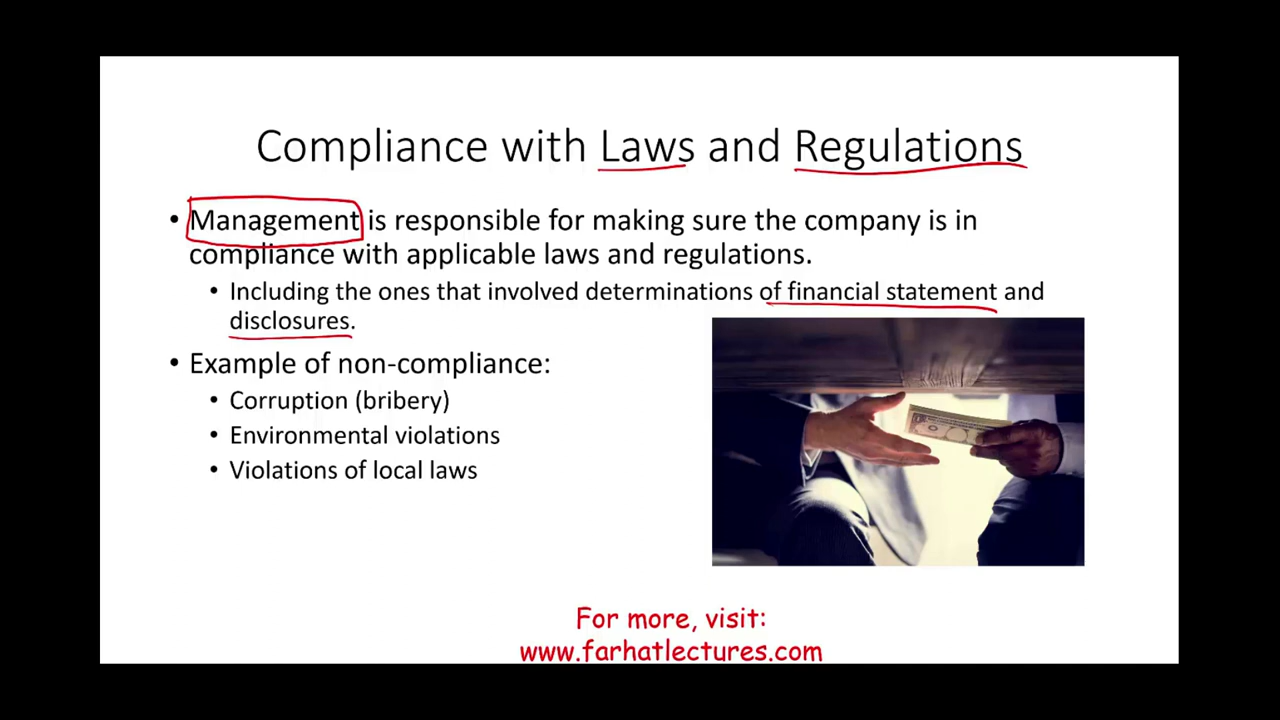 Compliance with Laws and Regulations
• Management is responsible for making sure the company is in
compliance with applicable laws and regulations.
• Including the ones that involved determinations of financial statement and
disclosures.
• Example of non-compliance:
• Corruption (bribery)
• Environmental violations
• Violations of local laws
For more, visit:
www.farhatlectures.com